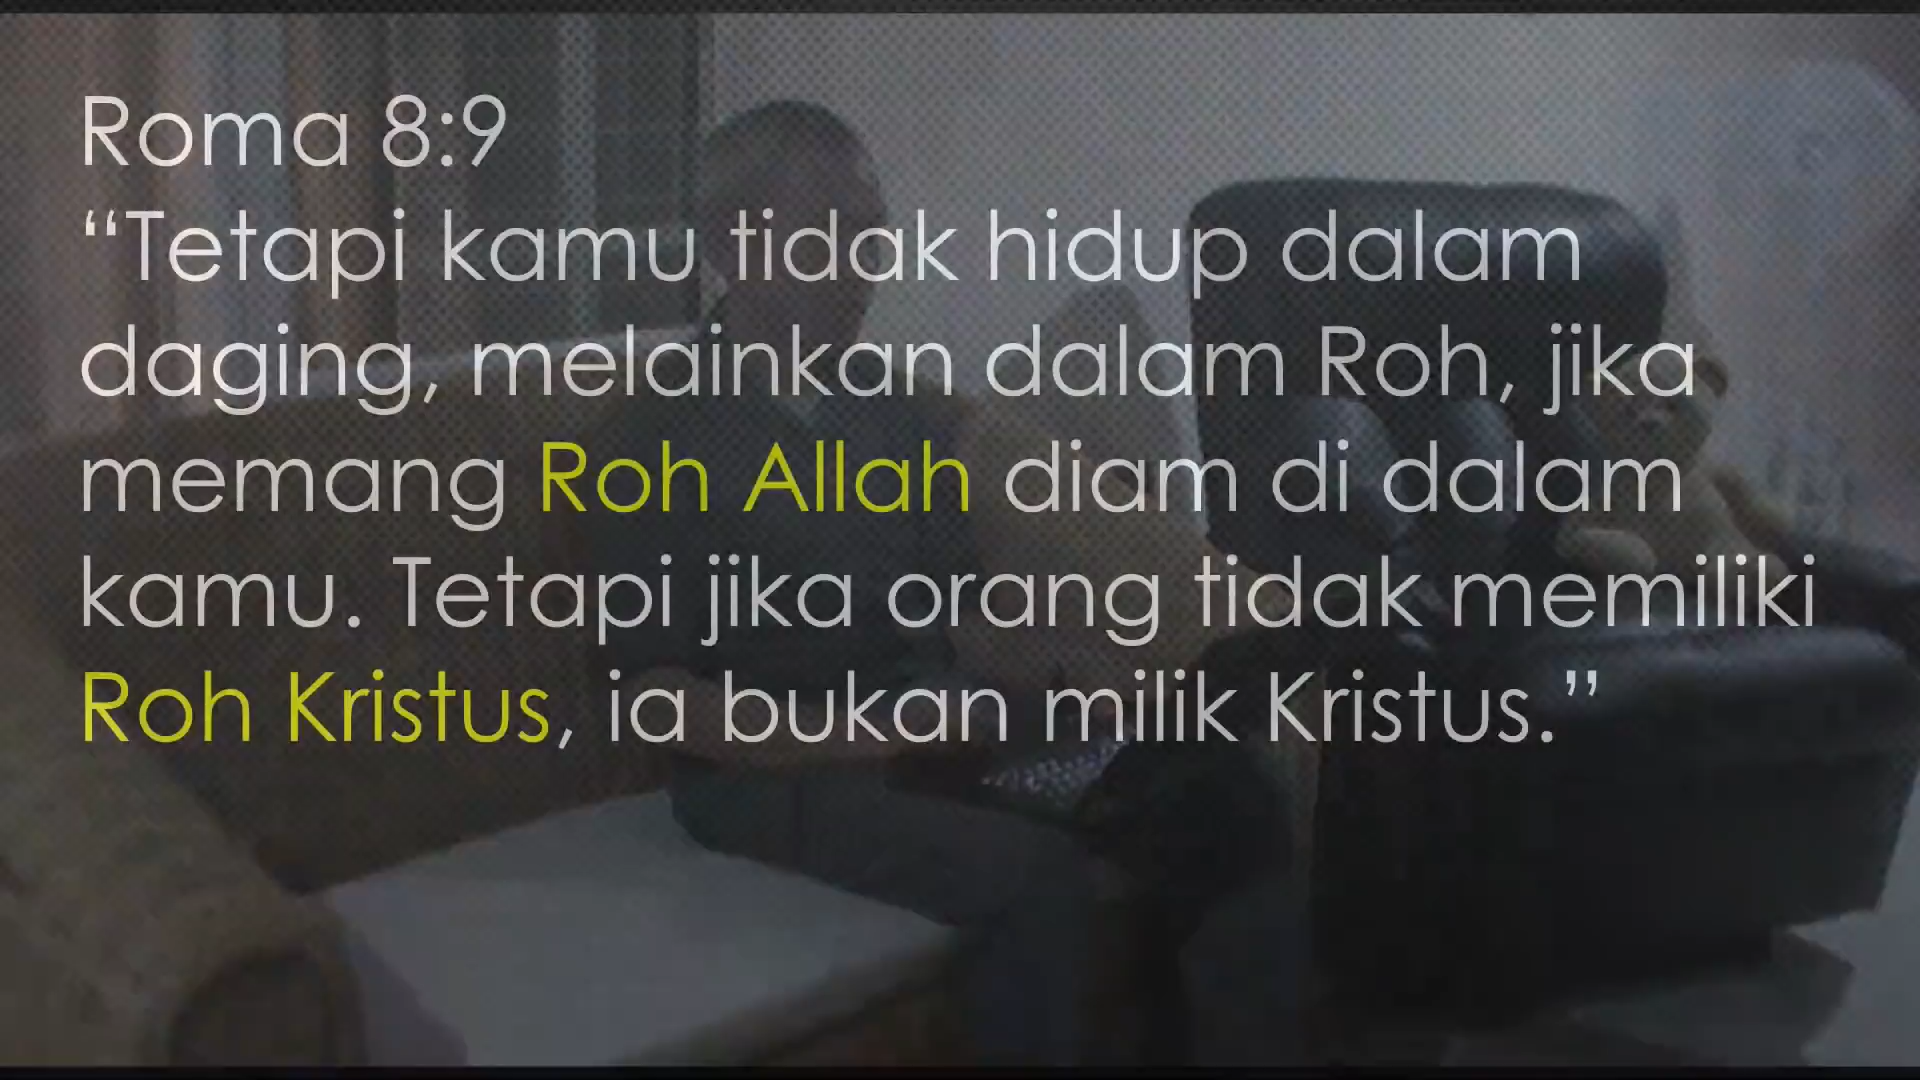 Roma 8:9
“Tetapi kamu tidak hidup dalam
daging, melainkan dalam Roh, jika
memang Roh Allah diam di dalam
kamu. Tetapi jika orang tidak memiliki
Roh Kristus, ia bukan milik Kristus.”